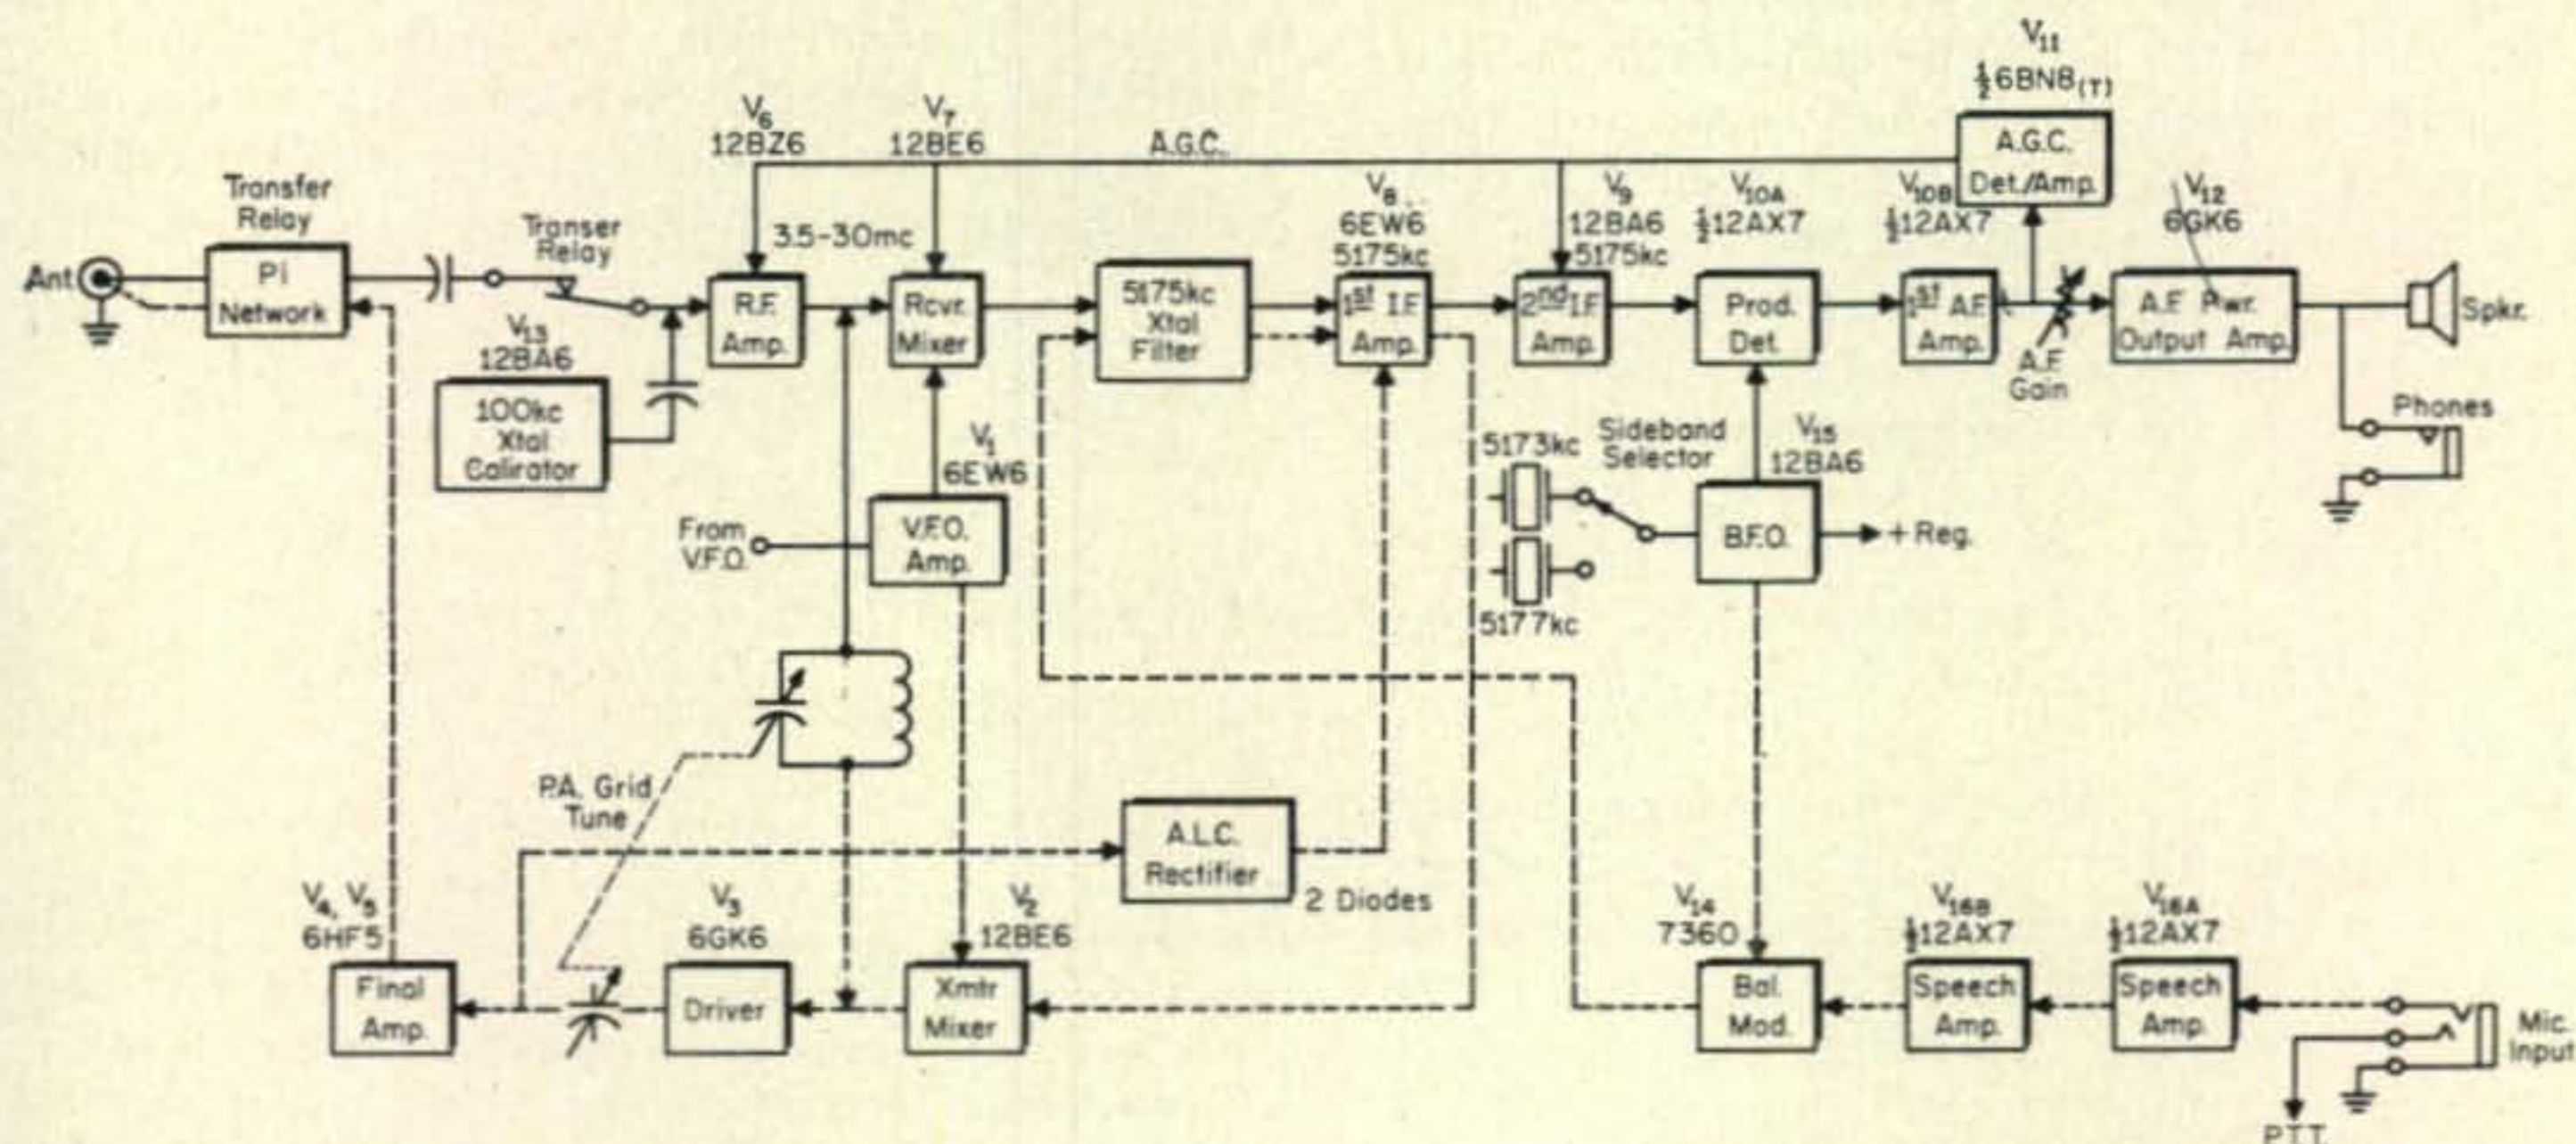 V11
½6BN8(T)
A.G.C.
Det./Amp.
V6
12BZ6
V7
12BE6
A.G.C.
Transfer
Relay
Transer
Relay
3.5-30mc
V8
6EW6
5175kc
V9
12BA6
5175kc
V10A
½12AX7
V10B
½12AX7
V12
6GK6
Ant
Pi
Network
R.F.
Amp.
Rcvr.
Mixer
5175kc
Xtal
Filter
1st I.F.
Amp.
2nd I.F.
Amp.
Prod.
Det.
1st A.F.
Amp.
A.F.
Gain
A.F. Pwr.
Output Amp.
Spkr.
Phones
V13
12BA6
100kc
Xtal
Calirator
V1
6EW6
From
V.F.O.
V.F.O.
Amp.
5173kc
Sideband
Selector
V15
12BA6
B.F.O.
+ Reg.
5177kc
P.A. Grid
Tune
A.L.C.
Rectifier
2 Diodes
V4, V5
6HF5
Final
Amp.
V3
6GK6
Driver
V2
12BE6
Xmtr
Mixer
V14
7360
Bal.
Mod.
V16B
½12AX7
Speech
Amp.
V16A
½12AX7
Speech
Amp.
Mic.
Input
P.T.T.